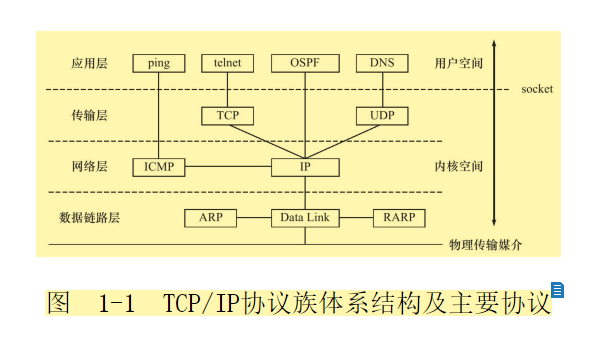 应用层 ping telnet OSPF DNS 用户空间
socket
传输层 TCP UDP
网络层 ICMP IP 内核空间
数据链路层 ARP Data Link RARP
物理传输媒介
图 1-1 TCP/IP协议族体系结构及主要协议